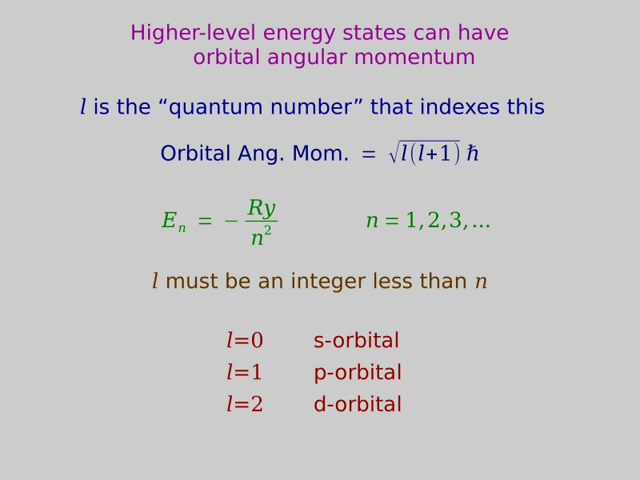 Higher-level energy states can have
orbital angular momentum
l is the “quantum number” that indexes this
Orbital Ang. Mom. = √l(l+1) ℏ
Eₙ = − Ry/n² n = 1, 2, 3, ...
l must be an integer less than n
l=0 s-orbital
l=1 p-orbital
l=2 d-orbital